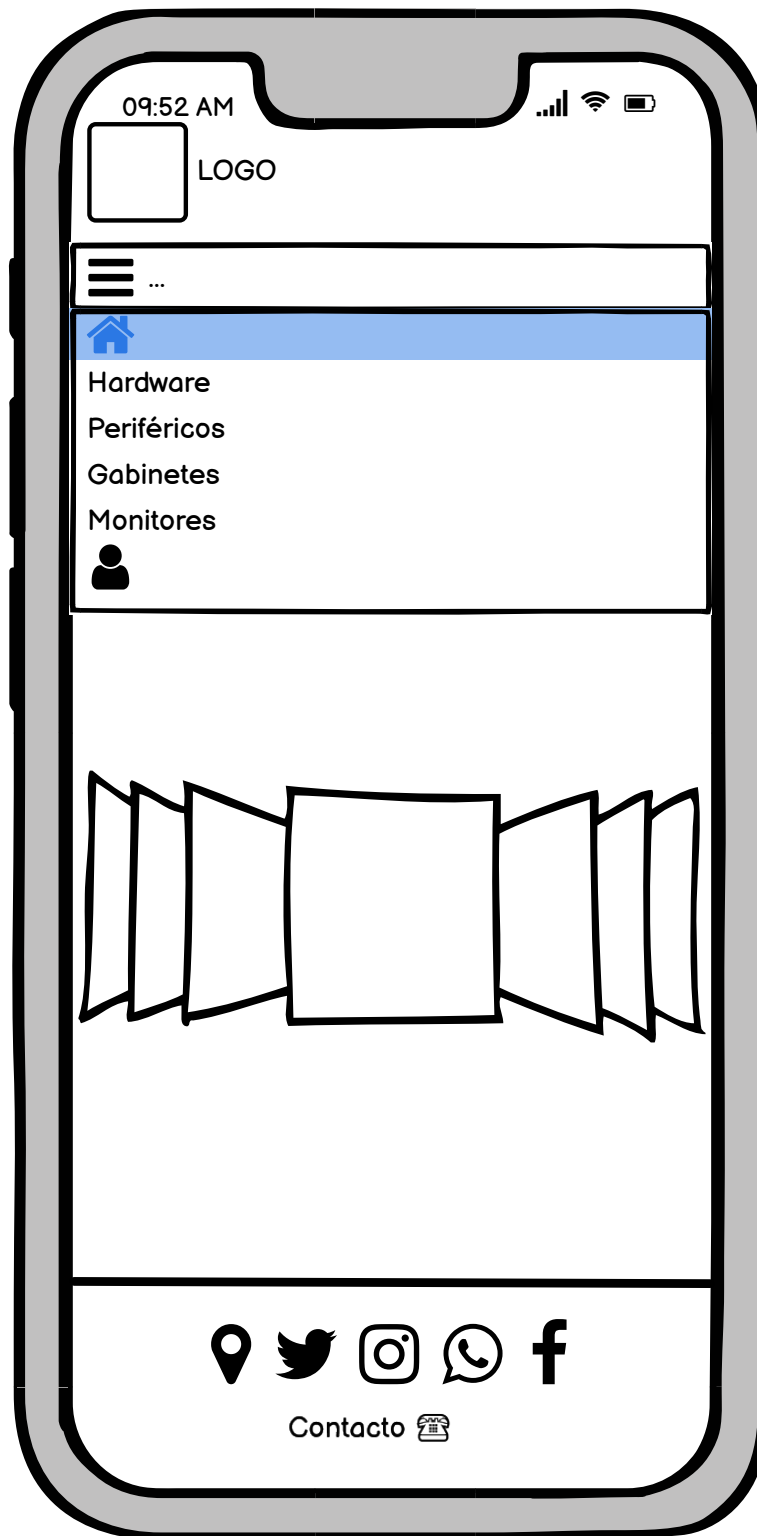 09:52 AM
LOGO
...
Hardware
Periféricos
Gabinetes
Monitores
Contacto